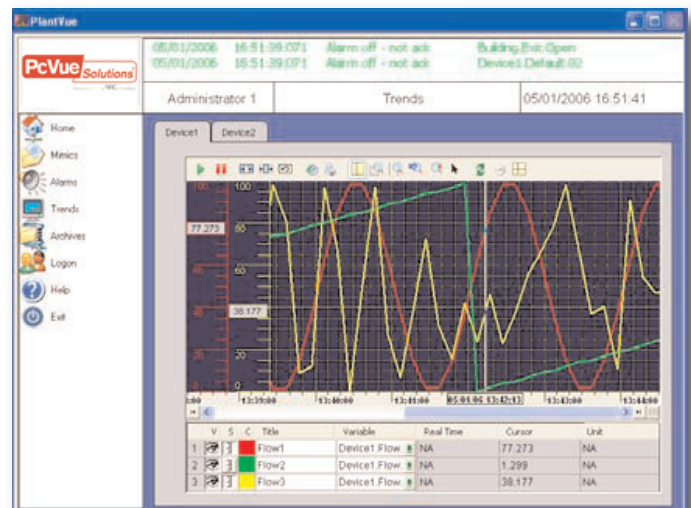 PlantVue
05/01/2006 16:51:39:071 Alarm off - not ack Building.Exit.Open
05/01/2006 16:51:39:071 Alarm off - not ack Device1.Default.02
PcVue Solutions
Administrator 1 Trends 05/01/2006 16:51:41
Home
Mimics
Alarms
Trends
Archives
Logon
Help
Exit
Device1 Device2
100 100
77.273 80
60
38.177
20
0
13:39:00 13:40:00 13:41:00 05/01/06 13:42:13 13:43:00 13:44:00
V S C Title Variable Real Time Cursor Unit
1 Flow1 Device1.Flow. NA 77.273 NA
2 Flow2 Device1.Flow. NA 1.299 NA
3 Flow3 Device1.Flow. NA 38.177 NA